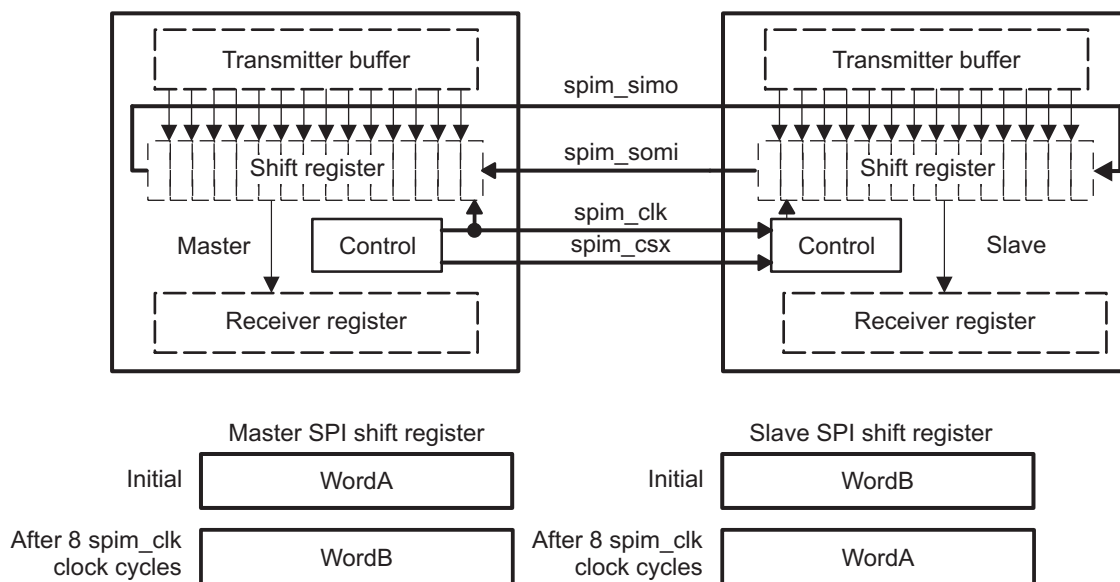 Transmitter buffer
Transmitter buffer
spim_simo
Shift register
spim_somi
Shift register
spim_clk
Master
Control
spim_csx
Control
Slave
Receiver register
Receiver register
Master SPI shift register
Slave SPI shift register
Initial
WordA
Initial
WordB
After 8 spim_clk
clock cycles
WordB
After 8 spim_clk
clock cycles
WordA